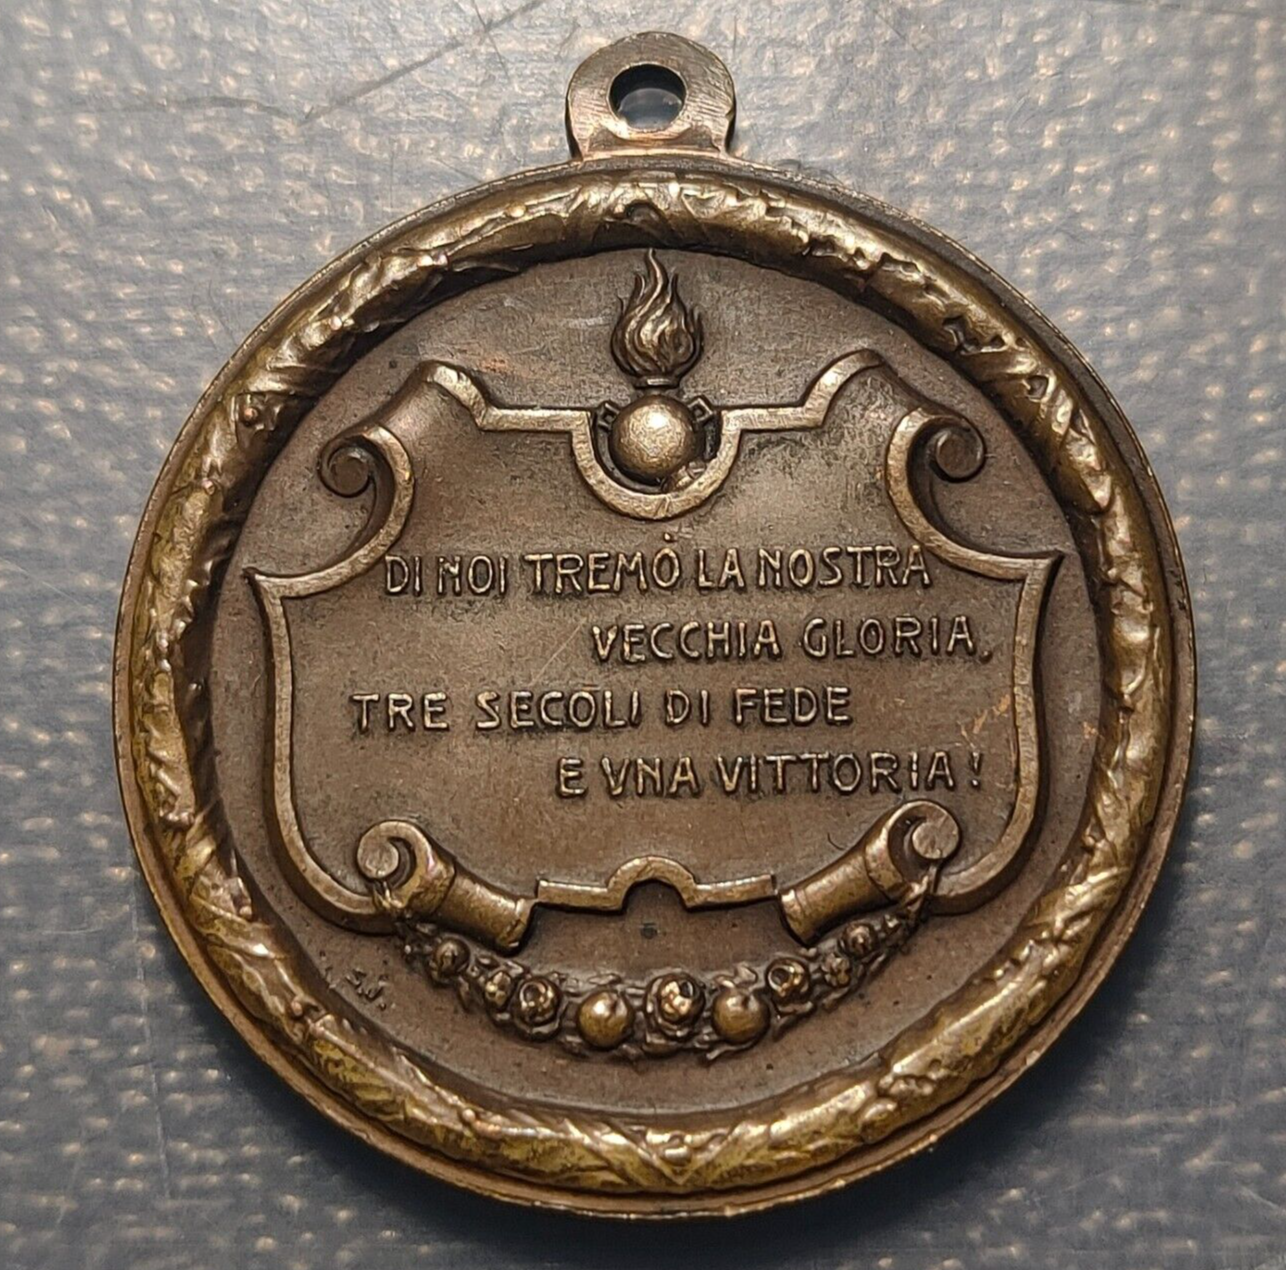 DI NOI TREMÒ LA NOSTRA
VECCHIA GLORIA.
TRE SECOLI DI FEDE
E VNA VITTORIA!
S.J.